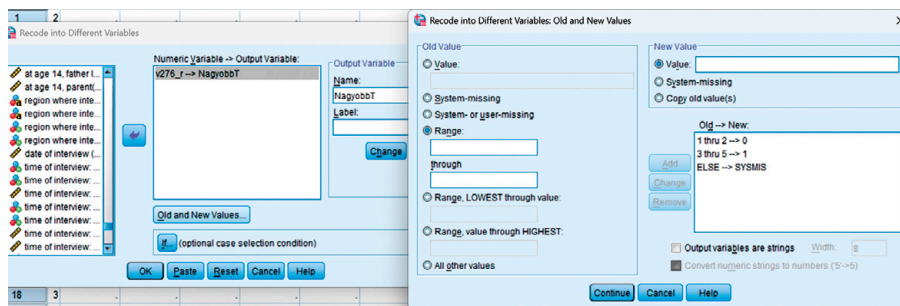 1 2
Recode into Different Variables
at age 14, father l...
at age 14, parent(...
region where inte...
region where inte...
region where inte...
region where inte...
date of interview (...
time of interview: ...
time of interview: ...
time of interview: ...
time of interview: ...
time of interview: ...
time of interview: ...
time of interview: ...
Numeric Variable -> Output Variable:
v276_r --> NagyobbT
Old and New Values...
If... (optional case selection condition)
Output Variable
Name:
NagyobbT
Label:
Change
OK Paste Reset Cancel Help
18 3
Recode into Different Variables: Old and New Values
Old Value
Value:
System-missing
System- or user-missing
Range:
through
Range, LOWEST through value:
Range, value through HIGHEST:
All other values
New Value
Value:
System-missing
Copy old value(s)
Old --> New:
1 thru 2 --> 0
3 thru 5 --> 1
ELSE --> SYSMIS
Add
Change
Remove
Output variables are strings Width: 8
Convert numeric strings to numbers ('5'->5)
Continue Cancel Help